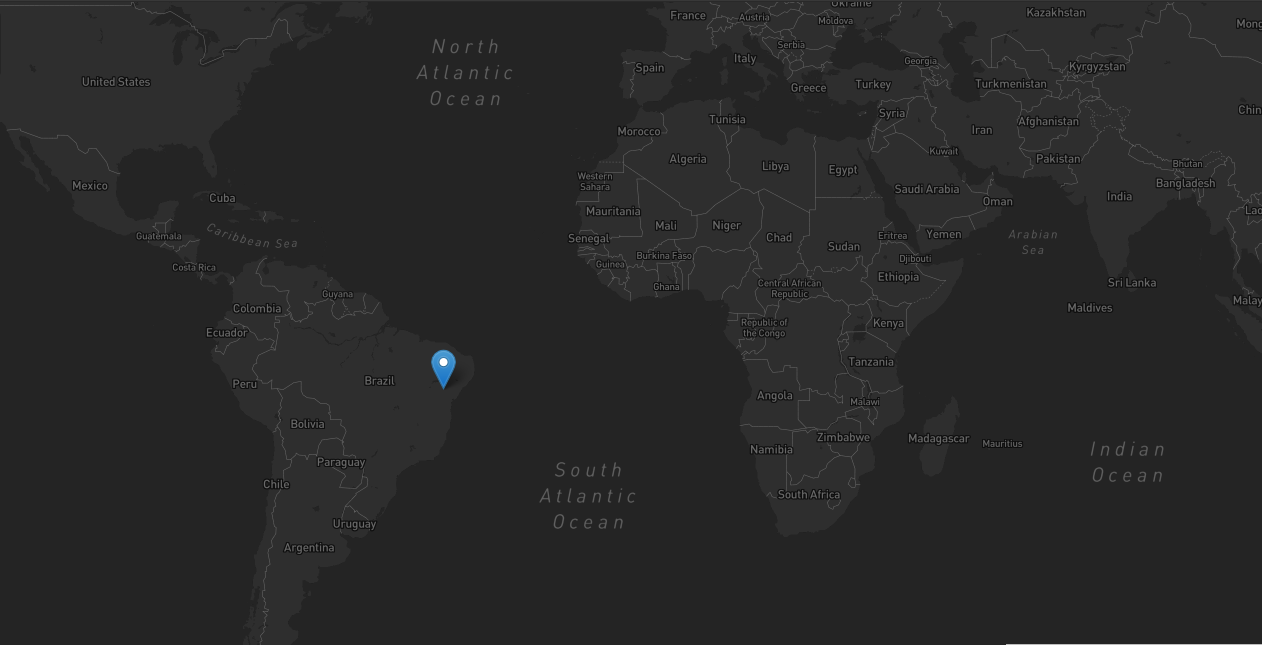 Ukraine
France
Austria
Moldova
Kazakhstan
Mong
North
Atlantic
Ocean
Serbia
Italy
Georgia
Spain
Kyrgyzstan
United States
Greece
Turkey
Turkmenistan
Syria
Chin
Tunisia
Afghanistan
Morocco
Iran
Kuwait
Algeria
Libya
Egypt
Pakistan
Bhutan
Western
Sahara
Mexico
Saudi Arabia
Bangladesh
India
Cuba
Oman
Mauritania
Lao
Mali
Niger
Guatemala
Caribbean Sea
Senegal
Chad
Eritrea
Yemen
Arabian
Sea
Sudan
Burkina Faso
Djibouti
Costa Rica
Guinea
Ethiopia
Ghana
Central African
Republic
Sri Lanka
Guyana
Malay
Colombia
Maldives
Republic of
the Congo
Kenya
Ecuador
Tanzania
Brazil
Peru
Angola
Malawi
Bolivia
Zimbabwe
Madagascar
Mauritius
Namibia
Indian
Ocean
Paraguay
South
Atlantic
Ocean
Chile
South Africa
Uruguay
Argentina